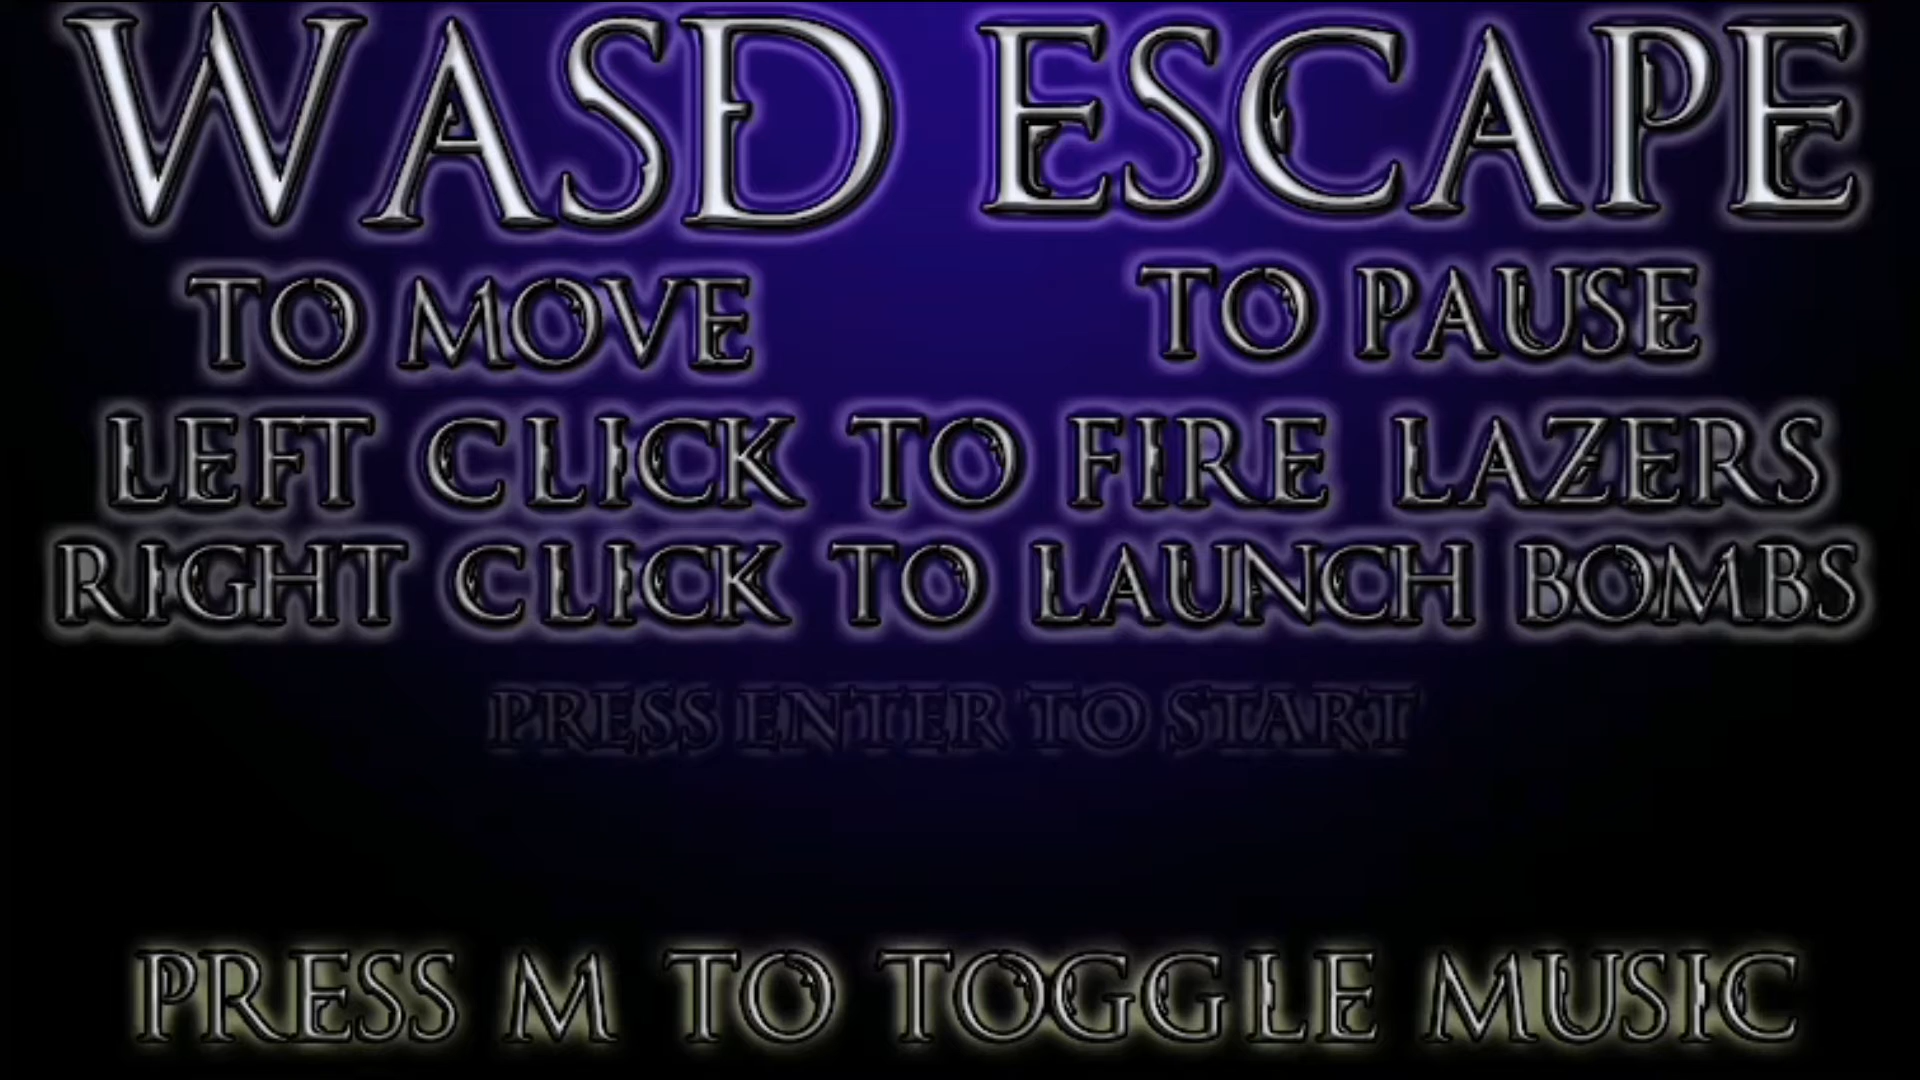 WASD ESCAPE
TO MOVE TO PAUSE
LEFT CLICK TO FIRE LAZERS
RIGHT CLICK TO LAUNCH BOMBS
PRESS ENTER TO START
PRESS M TO TOGGLE MUSIC